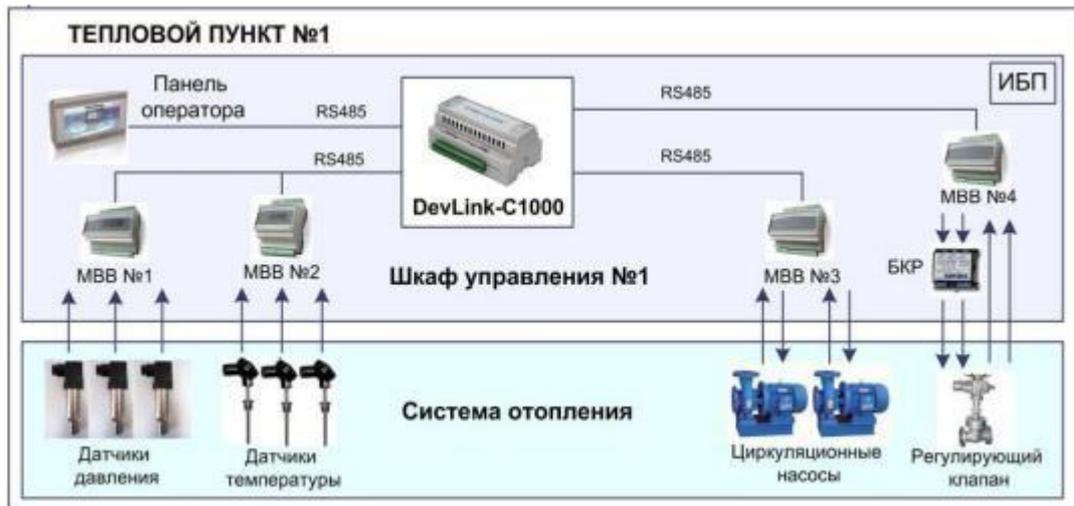 ТЕПЛОВОЙ ПУНКТ №1
Панель
оператора
RS485
RS485
ИБП
RS485
RS485
DevLink-C1000
МВВ №4
МВВ №1
МВВ №2
Шкаф управления №1
МВВ №3
БКР
Система отопления
Датчики
давления
Датчики
температуры
Циркуляционные
насосы
Регулирующий
клапан